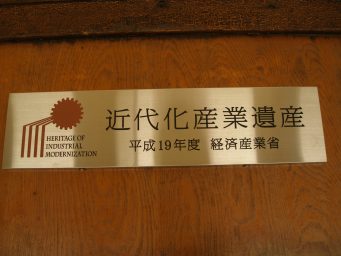 HERITAGE OF
INDUSTRIAL
MODERNIZATION
近代化産業遺産
平成19年度 経済産業省